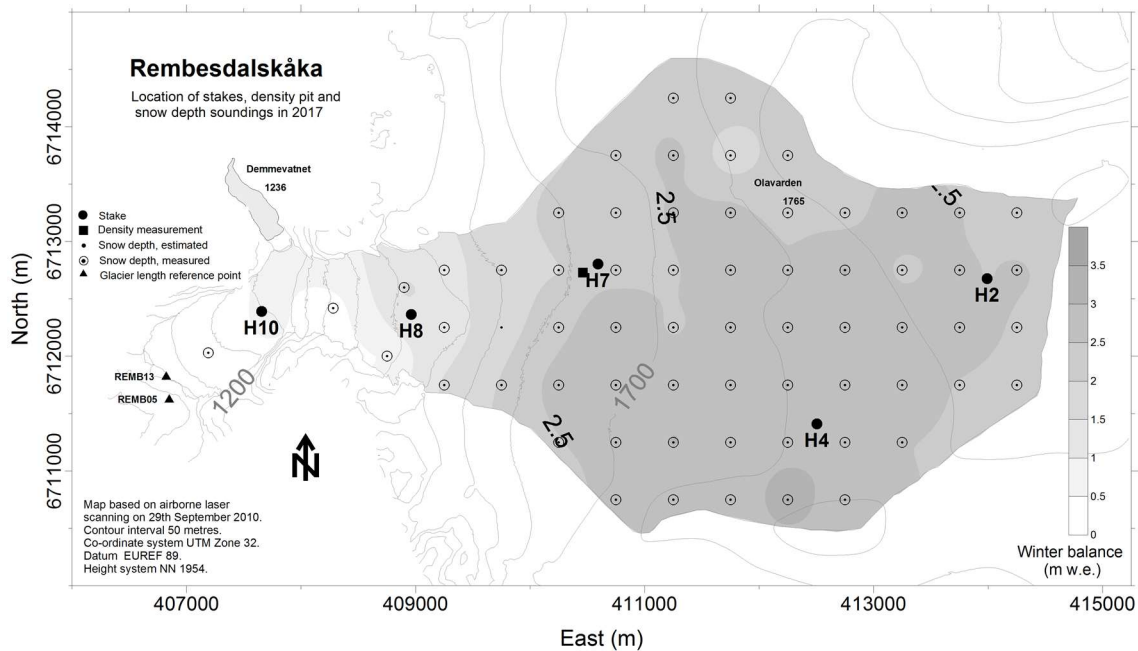 Rembesdalskåka
Location of stakes, density pit and
snow depth soundings in 2017
Demmevatnet
1236
Stake
Density measurement
Snow depth, estimated
Snow depth, measured
Glacier length reference point
Olavarden
1765
2.5
-.5
H7
H2
H10
H8
H4
REMB13
REMB05
1200
1700
2.5
N
Map based on airborne laser
scanning on 29th September 2010.
Contour interval 50 metres.
Co-ordinate system UTM Zone 32.
Datum EUREF 89.
Height system NN 1954.
3.5
3
2.5
2
1.5
1
0.5
0
Winter balance
(m w.e.)
6714000
6713000
6712000
6711000
North (m)
407000
409000
411000
413000
415000
East (m)